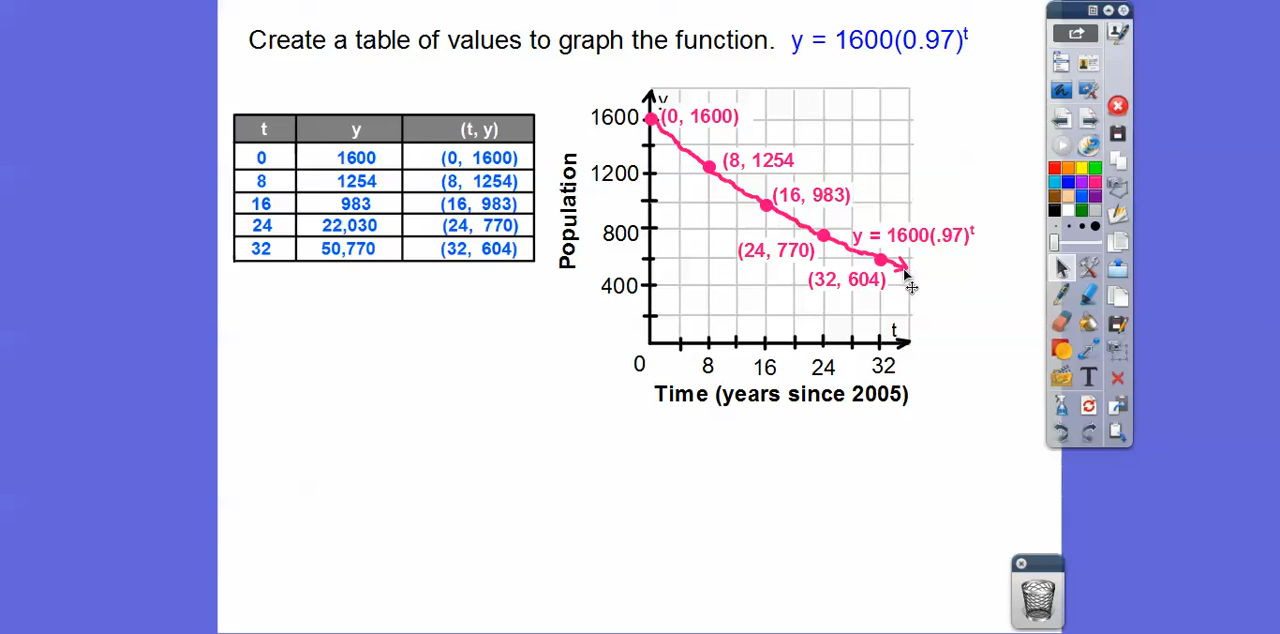 Create a table of values to graph the function. y = 1600(0.97)ᵗ
t y (t, y)
0 1600 (0, 1600)
8 1254 (8, 1254)
16 983 (16, 983)
24 22,030 (24, 770)
32 50,770 (32, 604)
Population
y
1600
1200
800
400
(0, 1600)
(8, 1254
(16, 983)
y = 1600(.97)ᵗ
(24, 770)
(32, 604)
t
0 8 16 24 32
Time (years since 2005)
T